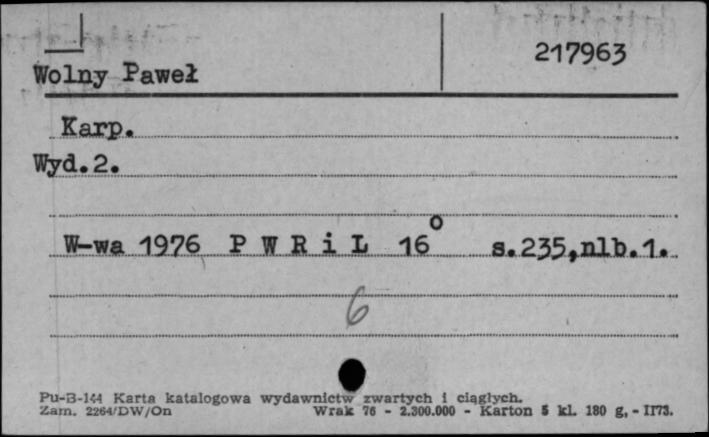 217963
Wolny Paweł
Karp.
Wyd.2.
W-wa 1976 P W R i L 16° s.235,nlb.1.
6
Pu-B-144 Karta katalogowa wydawnictw zwartych i ciągłych.
Zam. 2264/DW/On Wrak 76 - 2.300.000 - Karton 5 kl. 180 g, - II73.